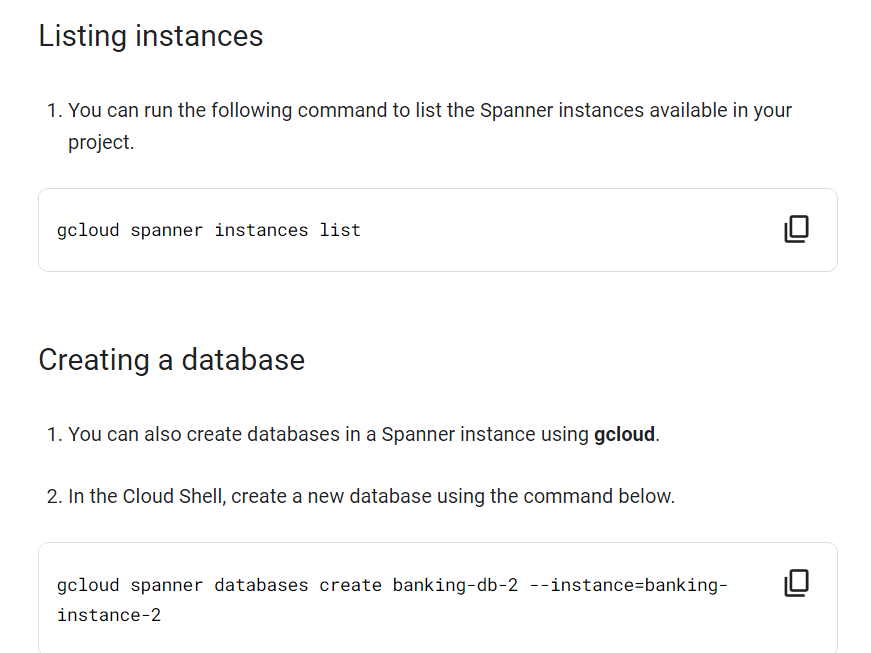 Listing instances
1. You can run the following command to list the Spanner instances available in your
project.
gcloud spanner instances list
Creating a database
1. You can also create databases in a Spanner instance using gcloud.
2. In the Cloud Shell, create a new database using the command below.
gcloud spanner databases create banking-db-2 --instance=banking-
instance-2